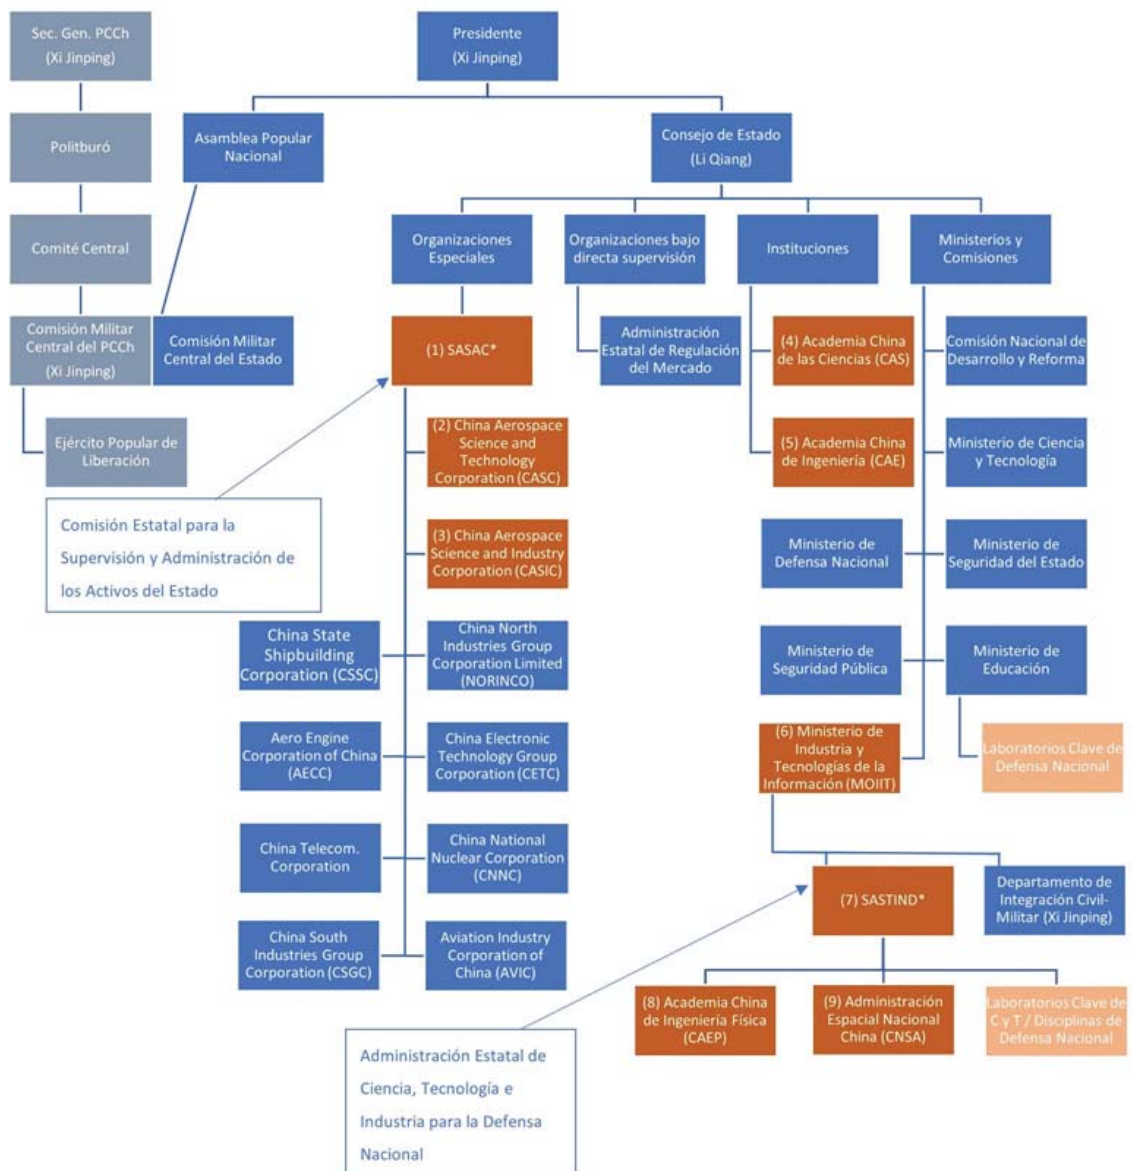 Sec. Gen. PCCh
(Xi Jinping)
Presidente
(Xi Jinping)
Politburó
Asamblea Popular
Nacional
Consejo de Estado
(Li Qiang)
Comité Central
Organizaciones
Especiales
Organizaciones bajo
directa supervisión
Instituciones
Ministerios y
Comisiones
Comisión Militar
Central del PCCh
(Xi Jinping)
Comisión Militar
Central del Estado
(1) SASAC*
Administración
Estatal de Regulación
del Mercado
(4) Academia China
de las Ciencias (CAS)
Comisión Nacional de
Desarrollo y Reforma
Ejército Popular de
Liberación
(2) China Aerospace
Science and
Technology
Corporation (CASC)
(5) Academia China
de Ingeniería (CAE)
Ministerio de Ciencia
y Tecnología
Comisión Estatal para la
Supervisión y Administración de
los Activos del Estado
(3) China Aerospace
Science and Industry
Corporation (CASIC)
Ministerio de
Defensa Nacional
Ministerio de
Seguridad del Estado
China State
Shipbuilding
Corporation (CSSC)
China North
Industries Group
Corporation Limited
(NORINCO)
Ministerio de
Seguridad Pública
Ministerio de
Educación
Aero Engine
Corporation of China
(AECC)
China Electronic
Technology Group
Corporation (CETC)
(6) Ministerio de
Industria y
Tecnologías de la
Información (MOIIT)
Laboratorios Clave de
Defensa Nacional
China Telecom.
Corporation
China National
Nuclear Corporation
(CNNC)
(7) SASTIND*
Departamento de
Integración Civil-
Militar (Xi Jinping)
China South
Industries Group
Corporation (CSGC)
Aviation Industry
Corporation of
China (AVIC)
(8) Academia China
de Ingeniería Física
(CAEP)
(9) Administración
Espacial Nacional
China (CNSA)
Laboratorios Clave de
C y T / Disciplinas de
Defensa Nacional
Administración Estatal de
Ciencia, Tecnología e
Industria para la Defensa
Nacional